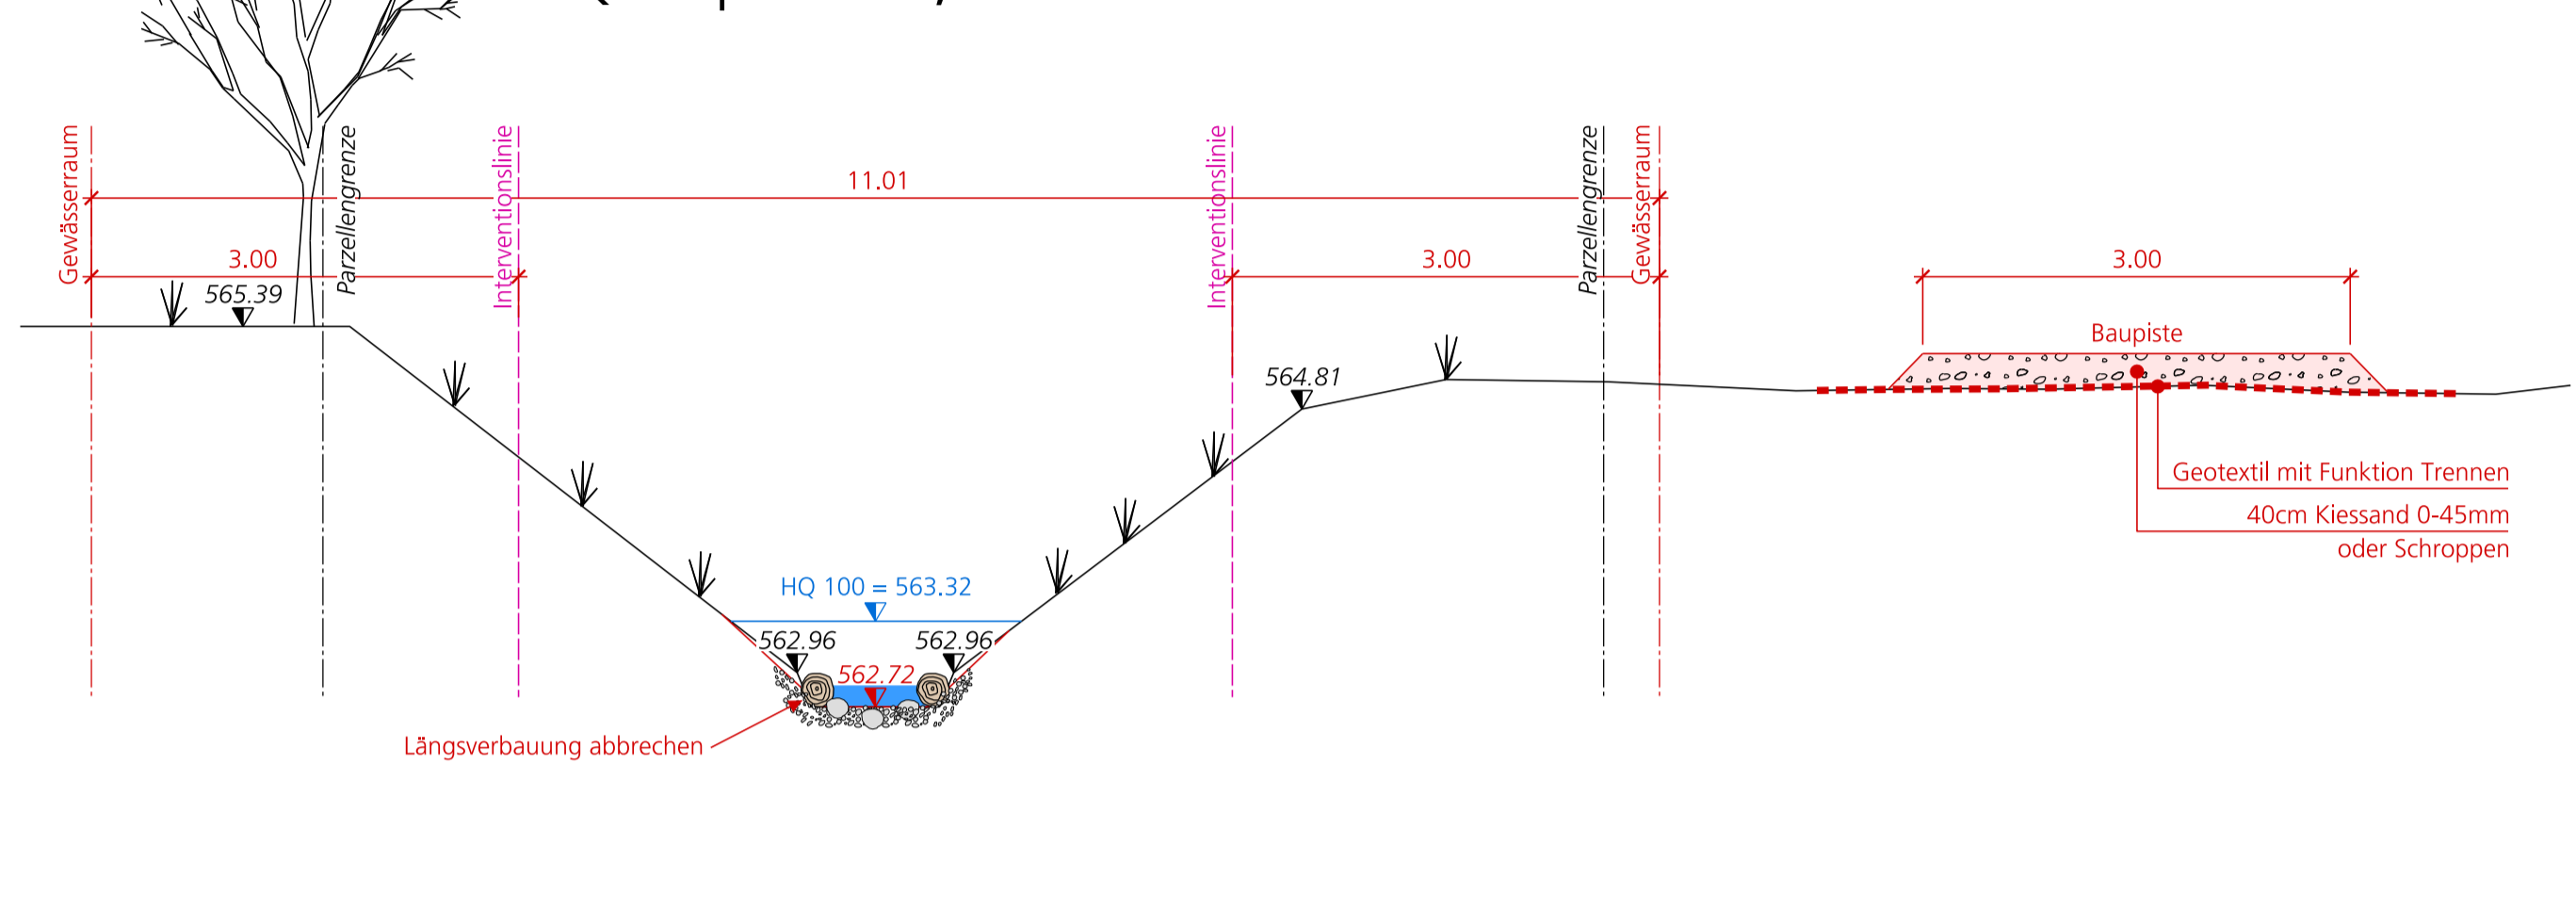 Gewässerraum
Parzellengrenze
Interventionslinie
Interventionslinie
Parzellengrenze
Gewässerraum
11.01
3.00
3.00
3.00
565.39
Baupiste
564.81
Geotextil mit Funktion Trennen
40cm Kiessand 0-45mm
oder Schroppen
HQ 100 = 563.32
562.96
562.96
562.72
Längsverbauung abbrechen